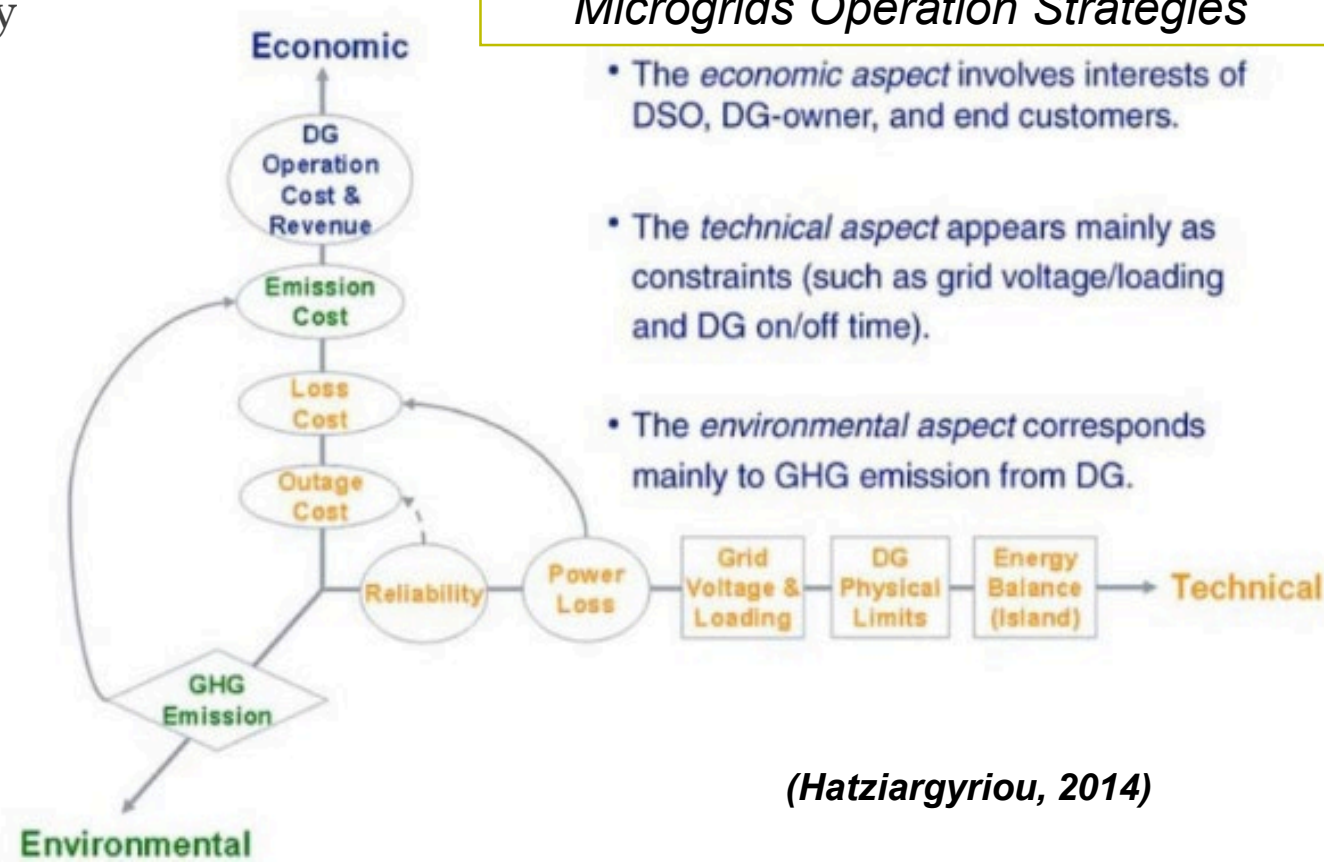 y
Microgrids Operation Strategies
Economic
• The economic aspect involves interests of
DSO, DG-owner, and end customers.
DG
Operation
Cost &
Revenue
• The technical aspect appears mainly as
constraints (such as grid voltage/loading
and DG on/off time).
Emission
Cost
Loss
Cost
• The environmental aspect corresponds
mainly to GHG emission from DG.
Outage
Cost
Reliability
Power
Loss
Grid
Voltage &
Loading
DG
Physical
Limits
Energy
Balance
(Island)
Technical
GHG
Emission
(Hatziargyriou, 2014)
Environmental